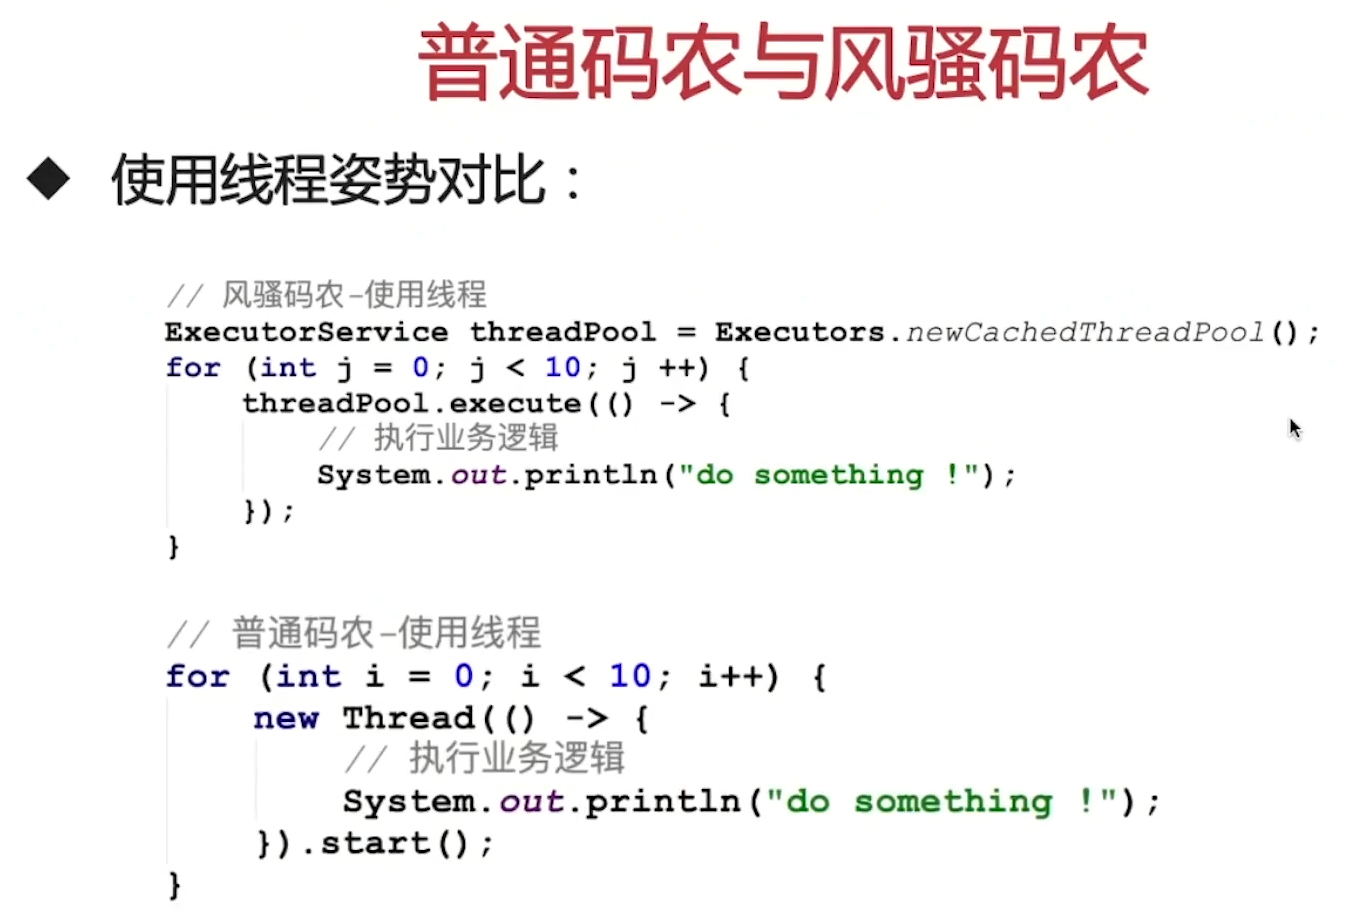 普通码农与风骚码农
◆ 使用线程姿势对比：
// 风骚码农-使用线程
ExecutorService threadPool = Executors.newCachedThreadPool();
for (int j = 0; j < 10; j ++) {
threadPool.execute(() -> {
// 执行业务逻辑
System.out.println("do something !");
});
}
// 普通码农-使用线程
for (int i = 0; i < 10; i++) {
new Thread(() -> {
// 执行业务逻辑
System.out.println("do something !");
}).start();
}